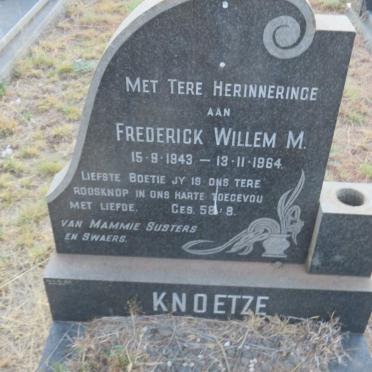 MET TERE HERINNERINGE
AAN
FREDERICK WILLEM M.
15·9·1943 — 13·11·1964.
LIEFSTE BOETIE JY IS ONS TERE
ROOSKNOP IN ONS HARTE TOEGEVOU
MET LIEFDE. GES. 58·8.
VAN MAMMIE SUSTERS
EN SWAERS.
KNOETZE